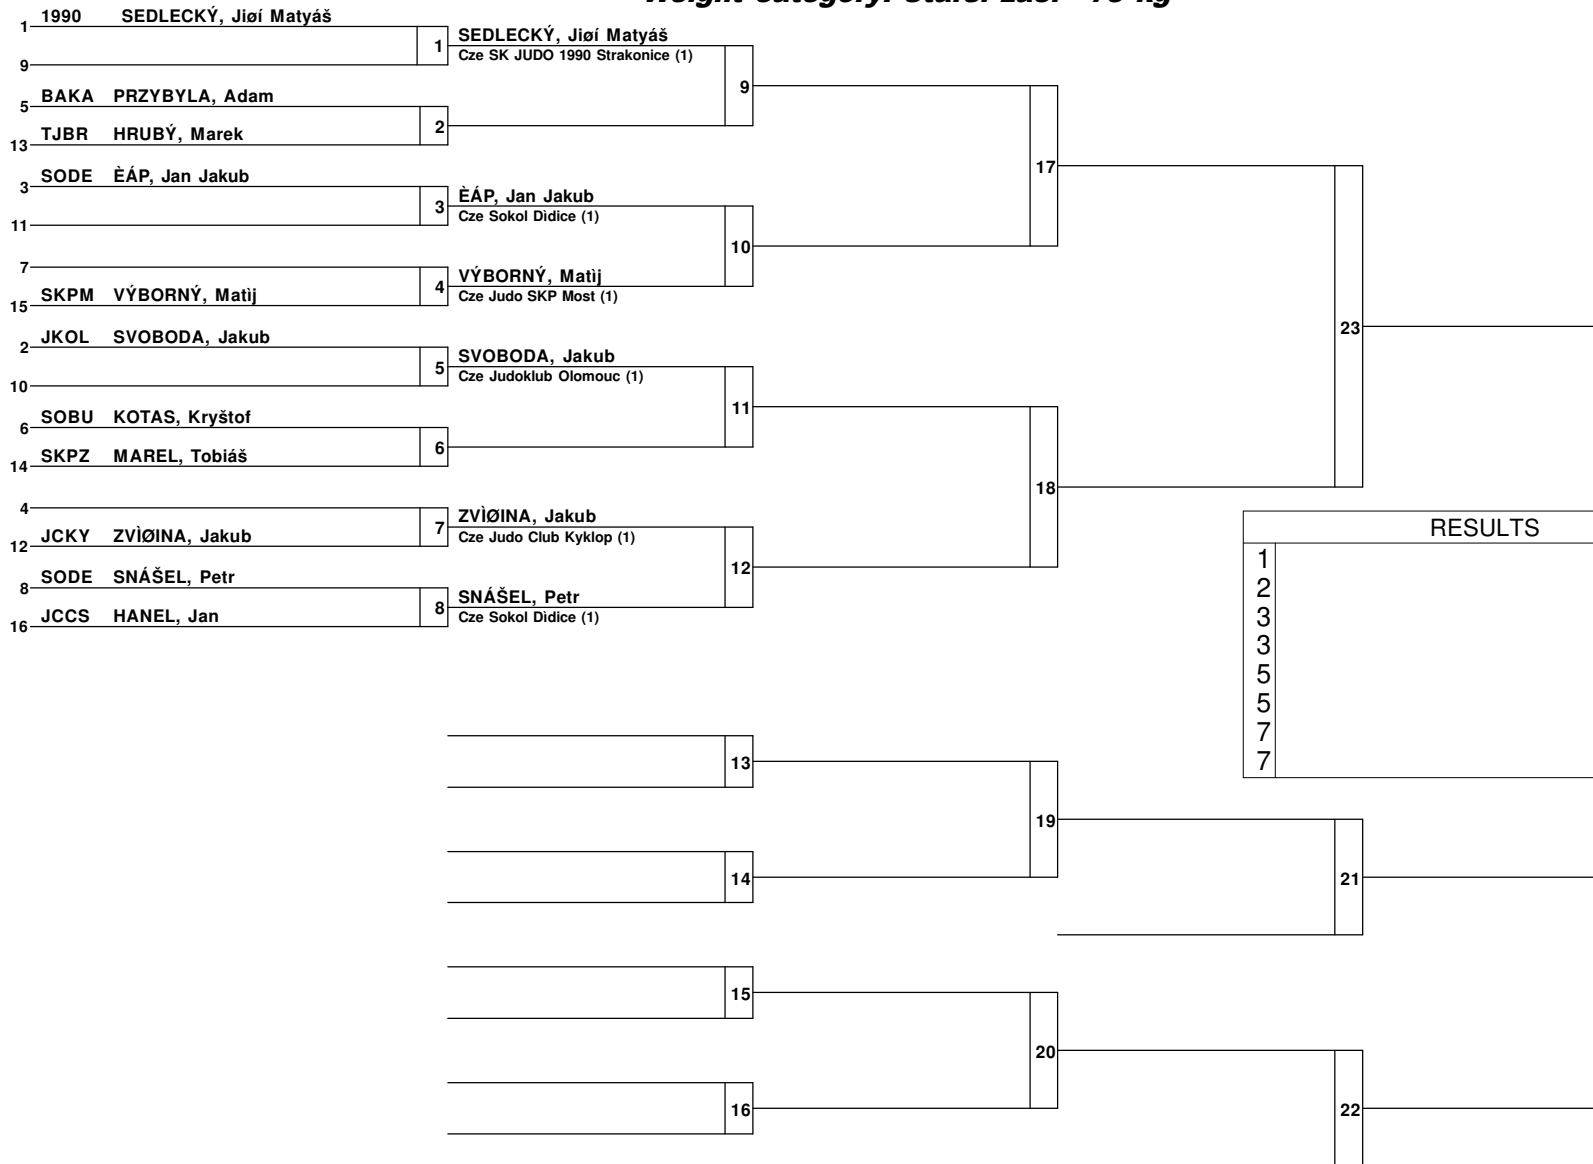 1 1990 SEDLECKÝ, Jiøí Matyáš
9
5 BAKA PRZYBYLA, Adam
13 TJBR HRUBÝ, Marek
3 SODE ÈÁP, Jan Jakub
11
7
15 SKPM VÝBORNÝ, Matìj
2 JKOL SVOBODA, Jakub
10
6 SOBU KOTAS, Kryštof
14 SKPZ MAREL, Tobiáš
4
12 JCKY ZVÌØINA, Jakub
8 SODE SNÁŠEL, Petr
16 JCCS HANEL, Jan
1 SEDLECKÝ, Jiøí Matyáš
Cze SK JUDO 1990 Strakonice (1)
2
3 ÈÁP, Jan Jakub
Cze Sokol Dìdice (1)
4 VÝBORNÝ, Matìj
Cze Judo SKP Most (1)
5 SVOBODA, Jakub
Cze Judoklub Olomouc (1)
6
7 ZVÌØINA, Jakub
Cze Judo Club Kyklop (1)
8 SNÁŠEL, Petr
Cze Sokol Dìdice (1)
9
10
11
12
17
18
23
RESULTS
1
2
3
3
5
5
7
7
13
14
15
16
19
20
21
22